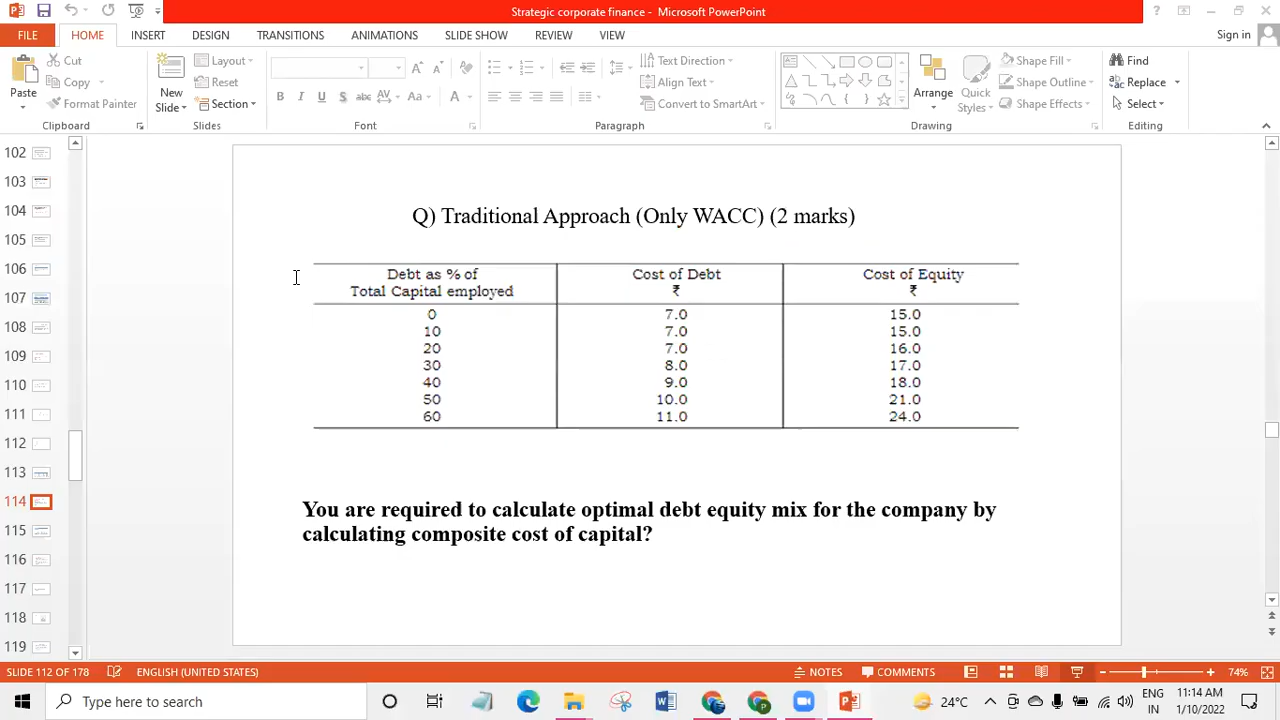 Strategic corporate finance - Microsoft PowerPoint
FILE HOME INSERT DESIGN TRANSITIONS ANIMATIONS SLIDE SHOW REVIEW VIEW Sign in
Paste Cut Copy Format Painter
Clipboard
New Slide Layout Reset Section
Slides
B I U S abc AV Aa A
Font
Text Direction Align Text Convert to SmartArt
Paragraph
Arrange Quick Styles Shape Fill Shape Outline Shape Effects
Drawing
Find Replace Select
Editing
102
103
104
105
106
107
108
109
110
111
112
113
114
115
116
117
118
119
Q) Traditional Approach (Only WACC) (2 marks)
Debt as % of Cost of Debt Cost of Equity
Total Capital employed ₹ ₹
0 7.0 15.0
10 7.0 15.0
20 7.0 16.0
30 8.0 17.0
40 9.0 18.0
50 10.0 21.0
60 11.0 24.0
You are required to calculate optimal debt equity mix for the company by
calculating composite cost of capital?
SLIDE 112 OF 178 ENGLISH (UNITED STATES) NOTES COMMENTS 74%
Type here to search 24°C ENG IN 11:14 AM 1/10/2022